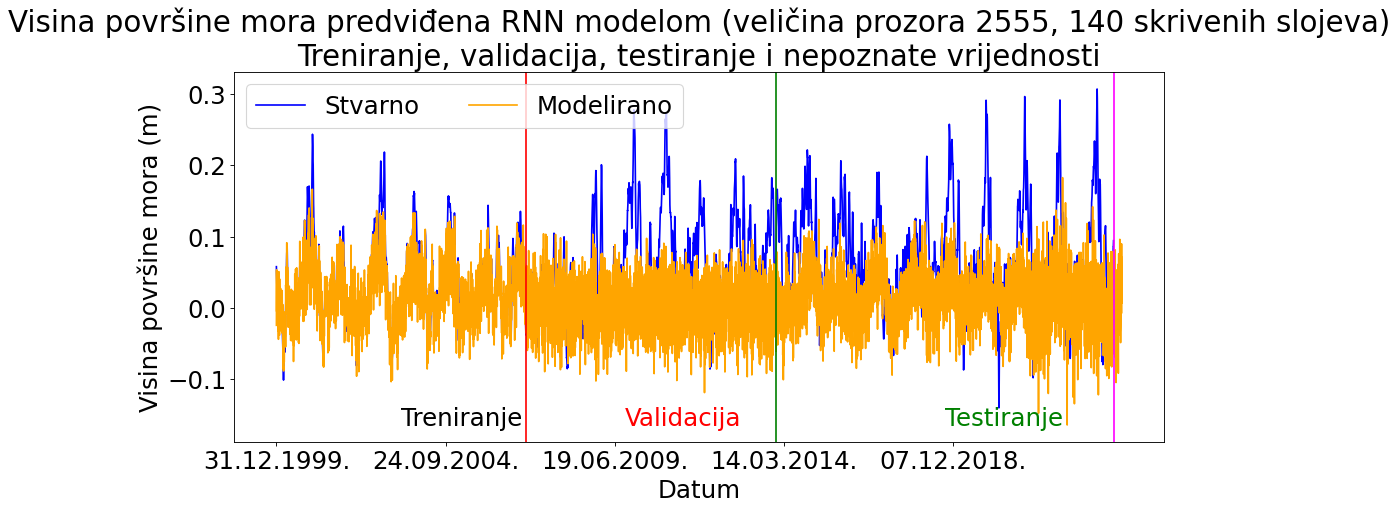 Visina površine mora predviđena RNN modelom (veličina prozora 2555, 140 skrivenih slojeva)
Treniranje, validacija, testiranje i nepoznate vrijednosti
Stvarno
Modelirano
Visina površine mora (m)
0.3
0.2
0.1
0.0
−0.1
Treniranje
Validacija
Testiranje
31.12.1999.
24.09.2004.
19.06.2009.
14.03.2014.
07.12.2018.
Datum